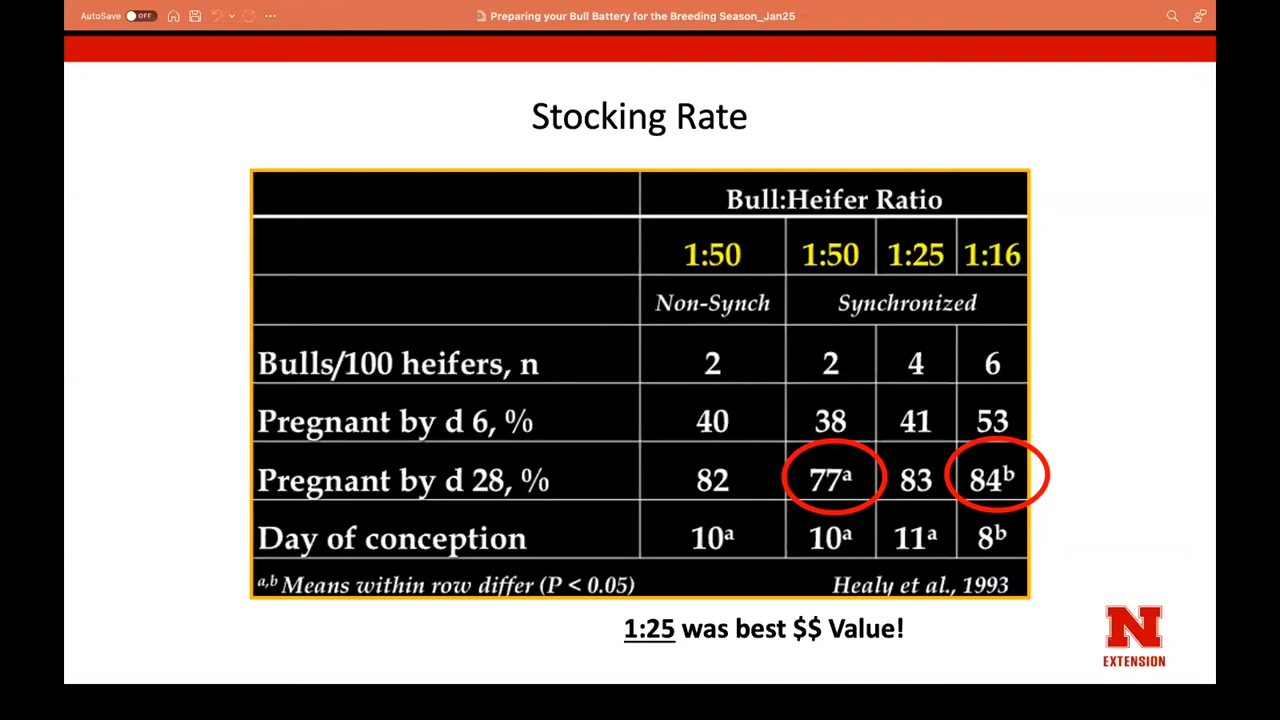 AutoSave OFF
Preparing your Bull Battery for the Breeding Season_Jan25
Stocking Rate
Bull:Heifer Ratio
1:50 1:50 1:25 1:16
Non-Synch Synchronized
Bulls/100 heifers, n 2 2 4 6
Pregnant by d 6, % 40 38 41 53
Pregnant by d 28, % 82 77ᵃ 83 84ᵇ
Day of conception 10ᵃ 10ᵃ 11ᵃ 8ᵇ
ᵃ,ᵇ Means within row differ (P < 0.05) Healy et al., 1993
1:25 was best $$ Value!
N
EXTENSION